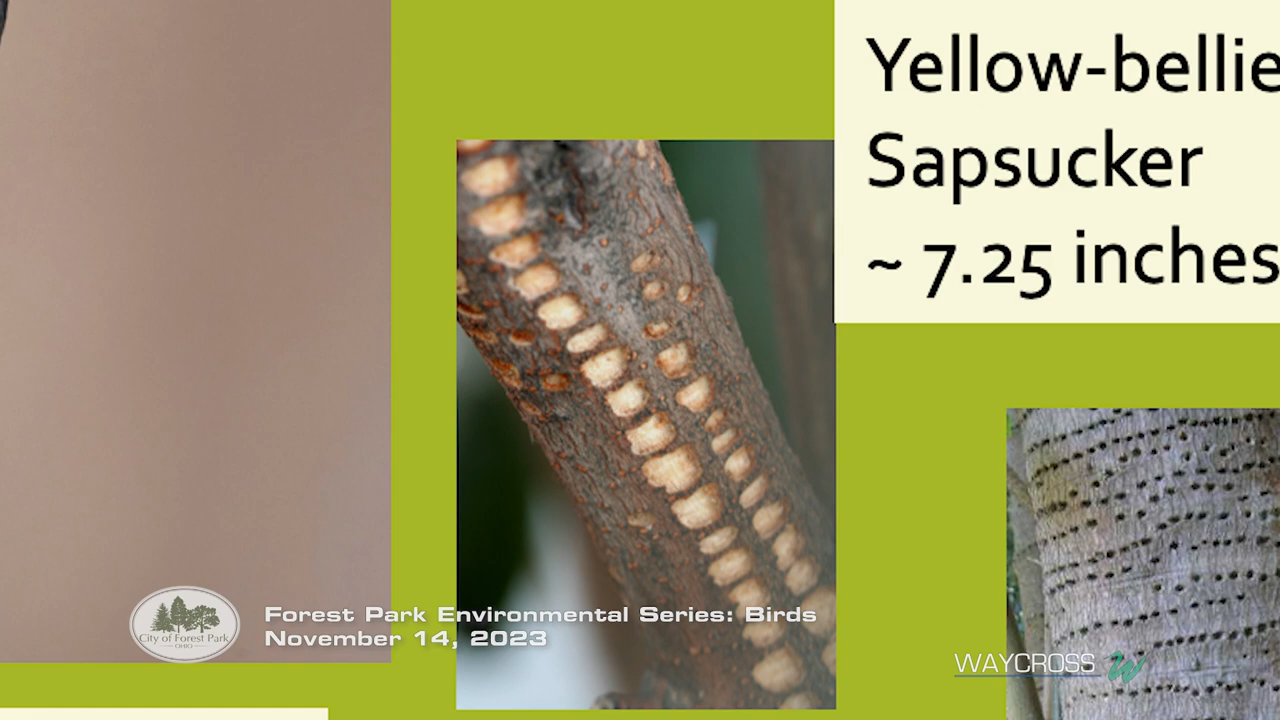 Yellow-bellie
Sapsucker
~ 7.25 inches
City of Forest Park
OHIO
Forest Park Environmental Series: Birds
November 14, 2023
WAYCROSS W